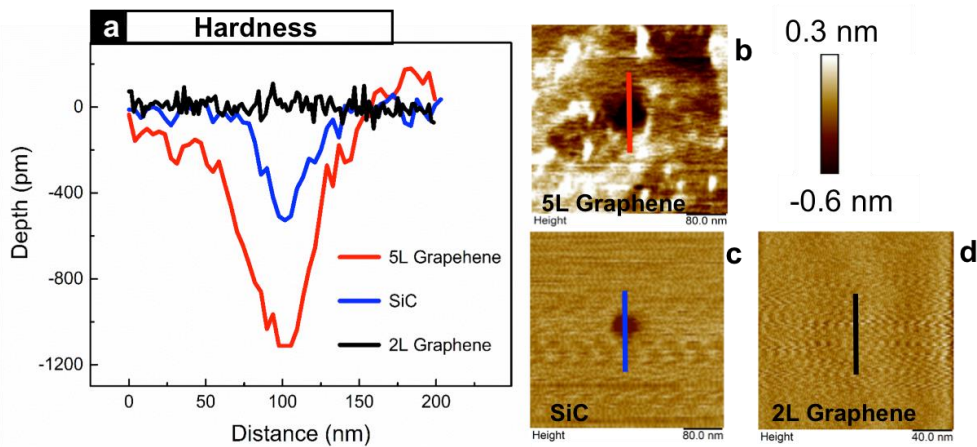 a
Hardness
0
-400
-800
-1200
Depth (pm)
0
50
100
150
200
Distance (nm)
5L Grapehene
SiC
2L Graphene
b
5L Graphene
Height
80.0 nm
0.3 nm
-0.6 nm
c
SiC
Height
80.0 nm
d
2L Graphene
Height
40.0 nm